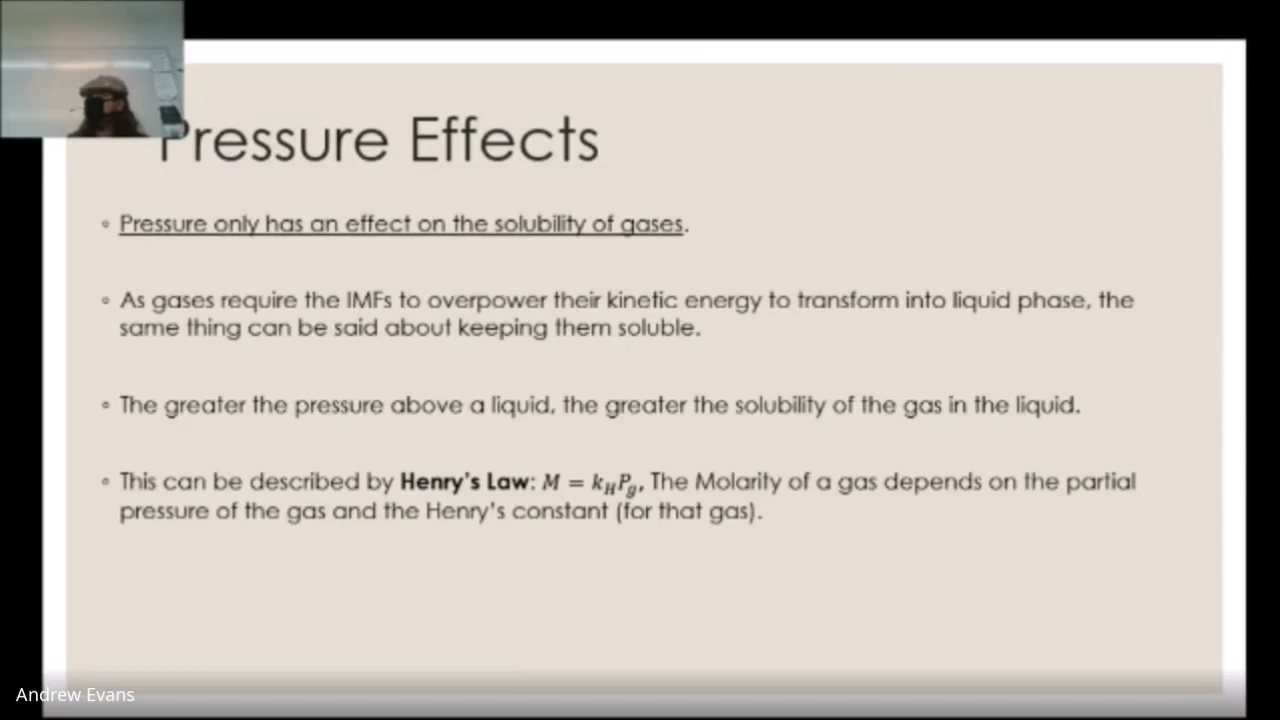 Pressure Effects
◦ Pressure only has an effect on the solubility of gases.
◦ As gases require the IMFs to overpower their kinetic energy to transform into liquid phase, the
same thing can be said about keeping them soluble.
◦ The greater the pressure above a liquid, the greater the solubility of the gas in the liquid.
◦ This can be described by Henry's Law: M = k_H P_g, The Molarity of a gas depends on the partial
pressure of the gas and the Henry's constant (for that gas).
Andrew Evans